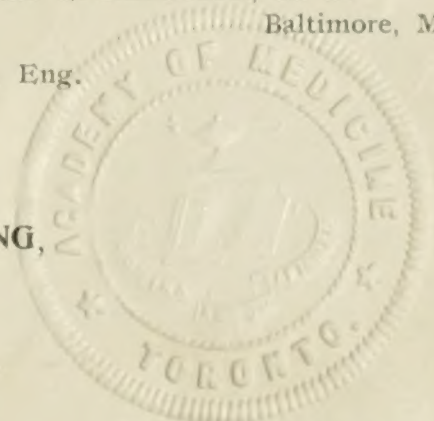 Baltimore, M
Eng.
NG,
ACADEMY OF MEDICINE
TORONTO.